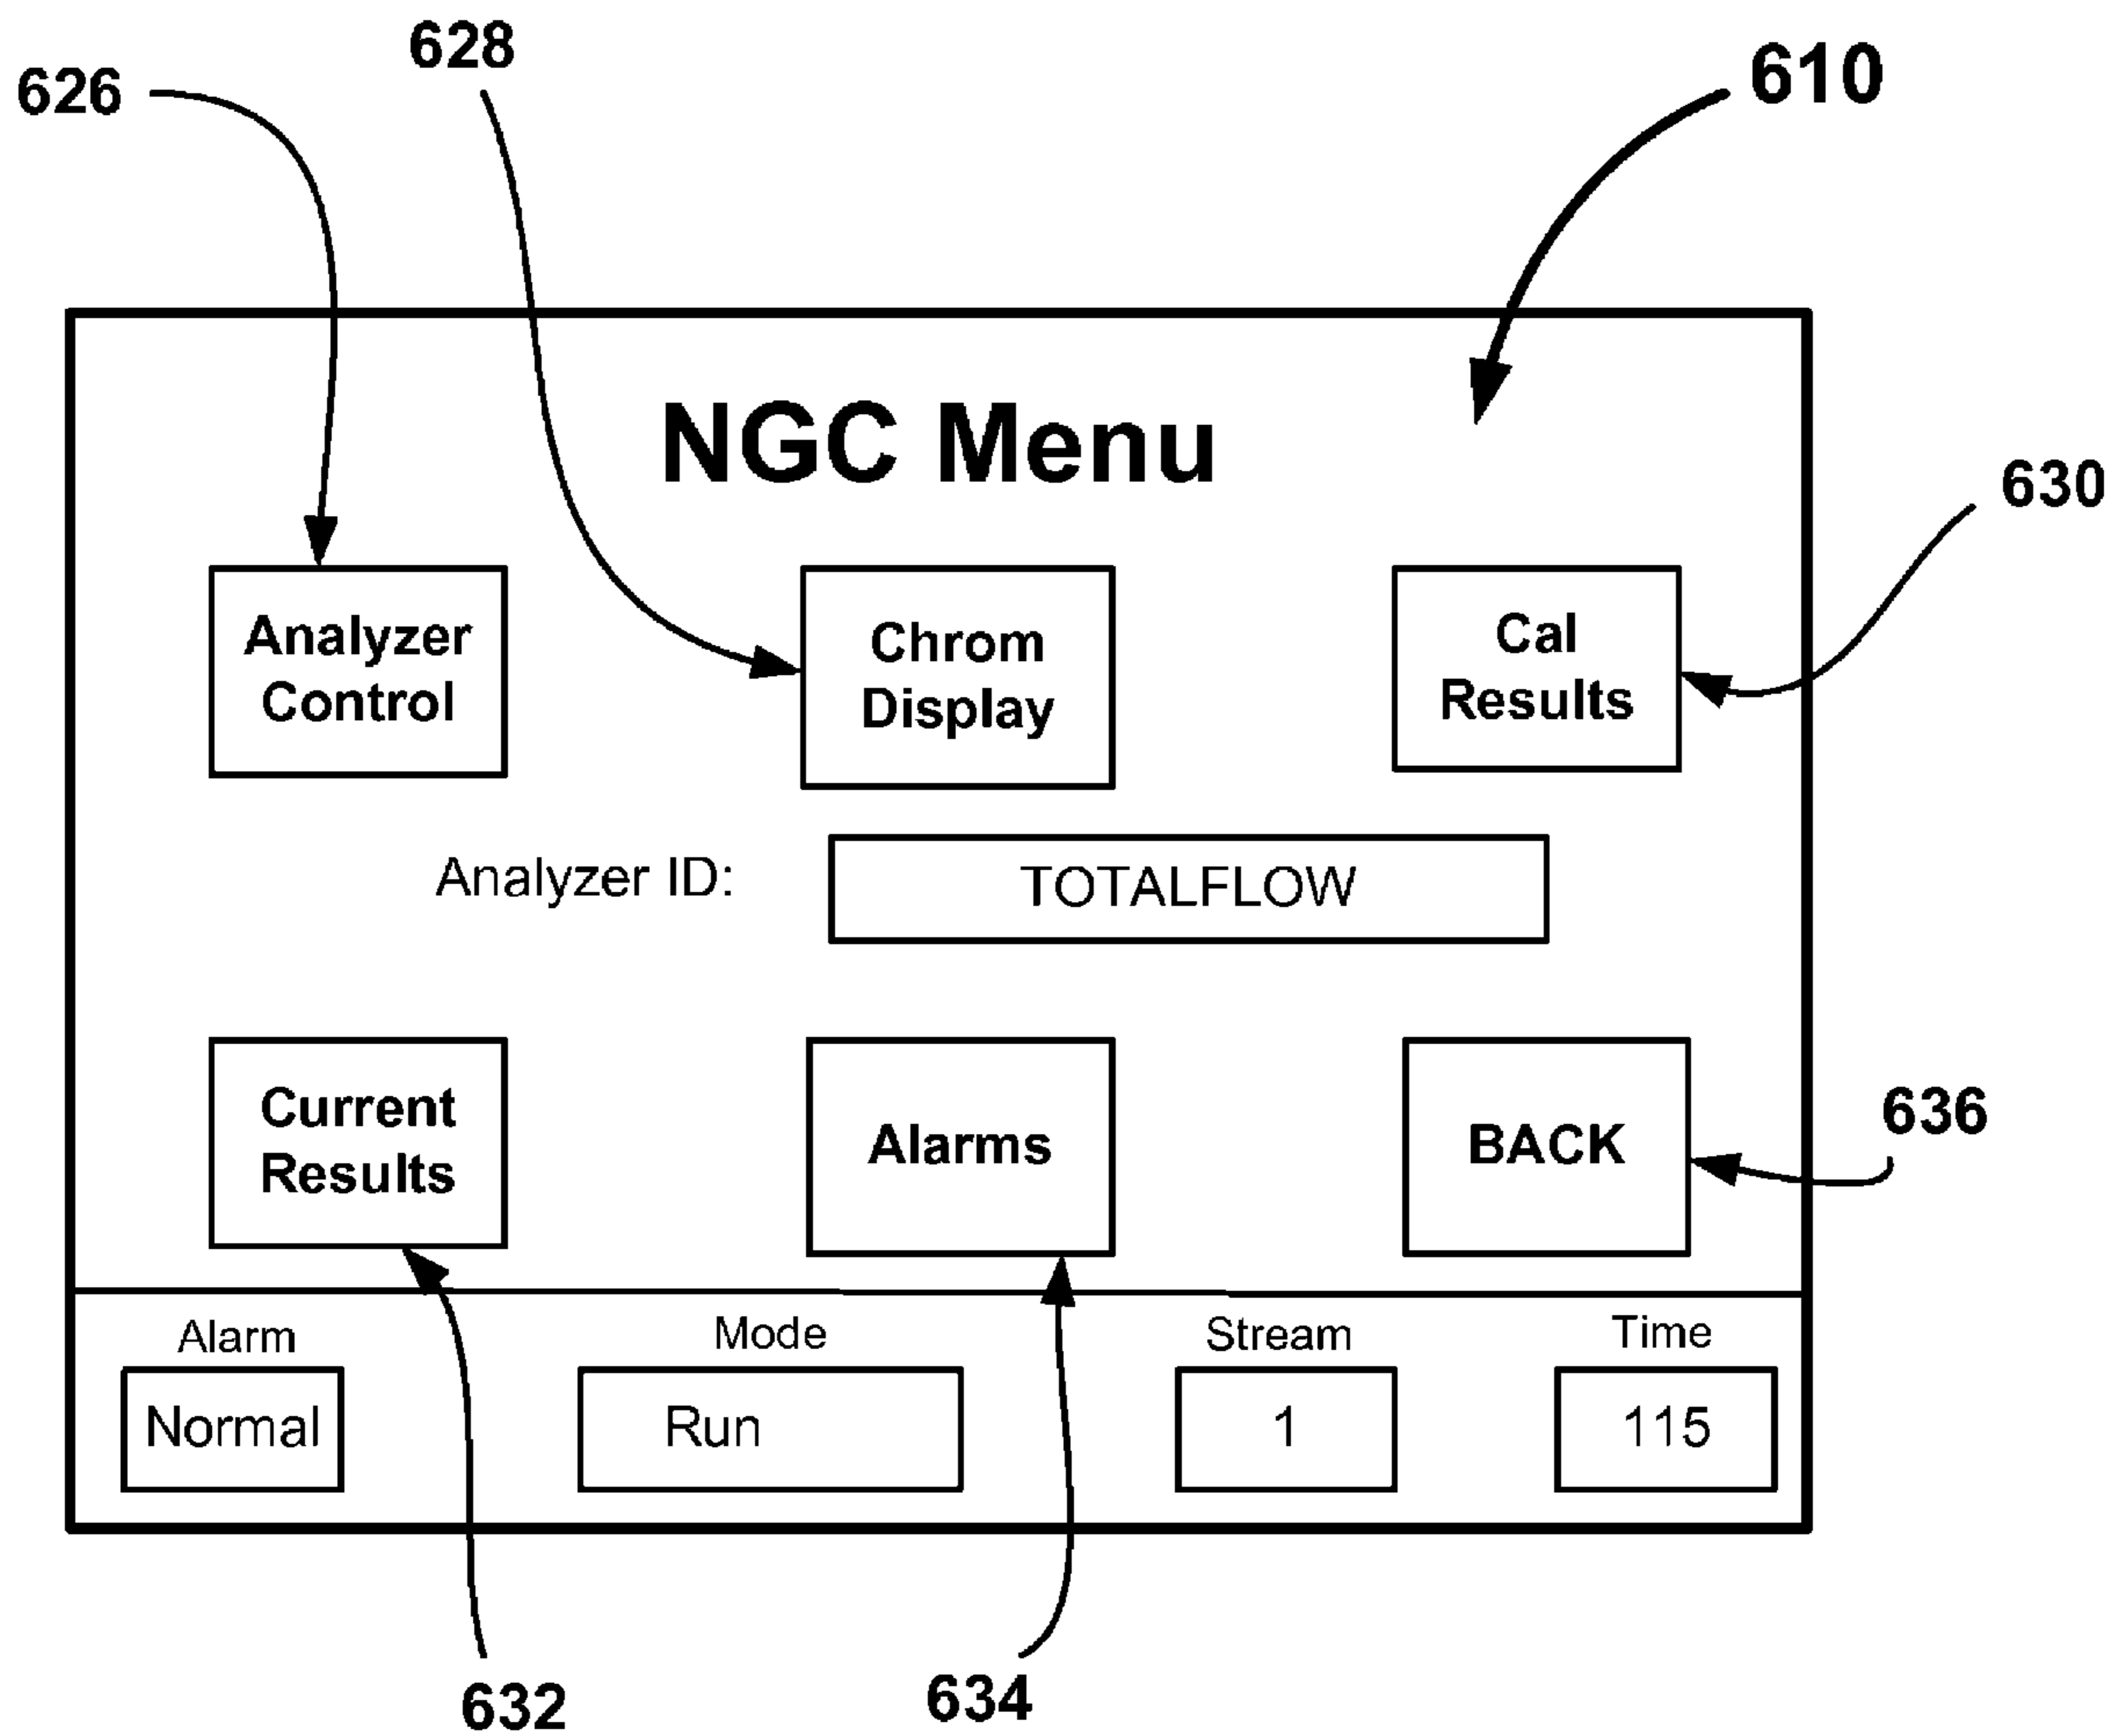 628
626
610
NGC Menu
630
Analyzer
Control
Chrom
Display
Cal
Results
Analyzer ID:
TOTALFLOW
Current
Results
Alarms
BACK
636
Alarm
Mode
Stream
Time
Normal
Run
1
115
632
634